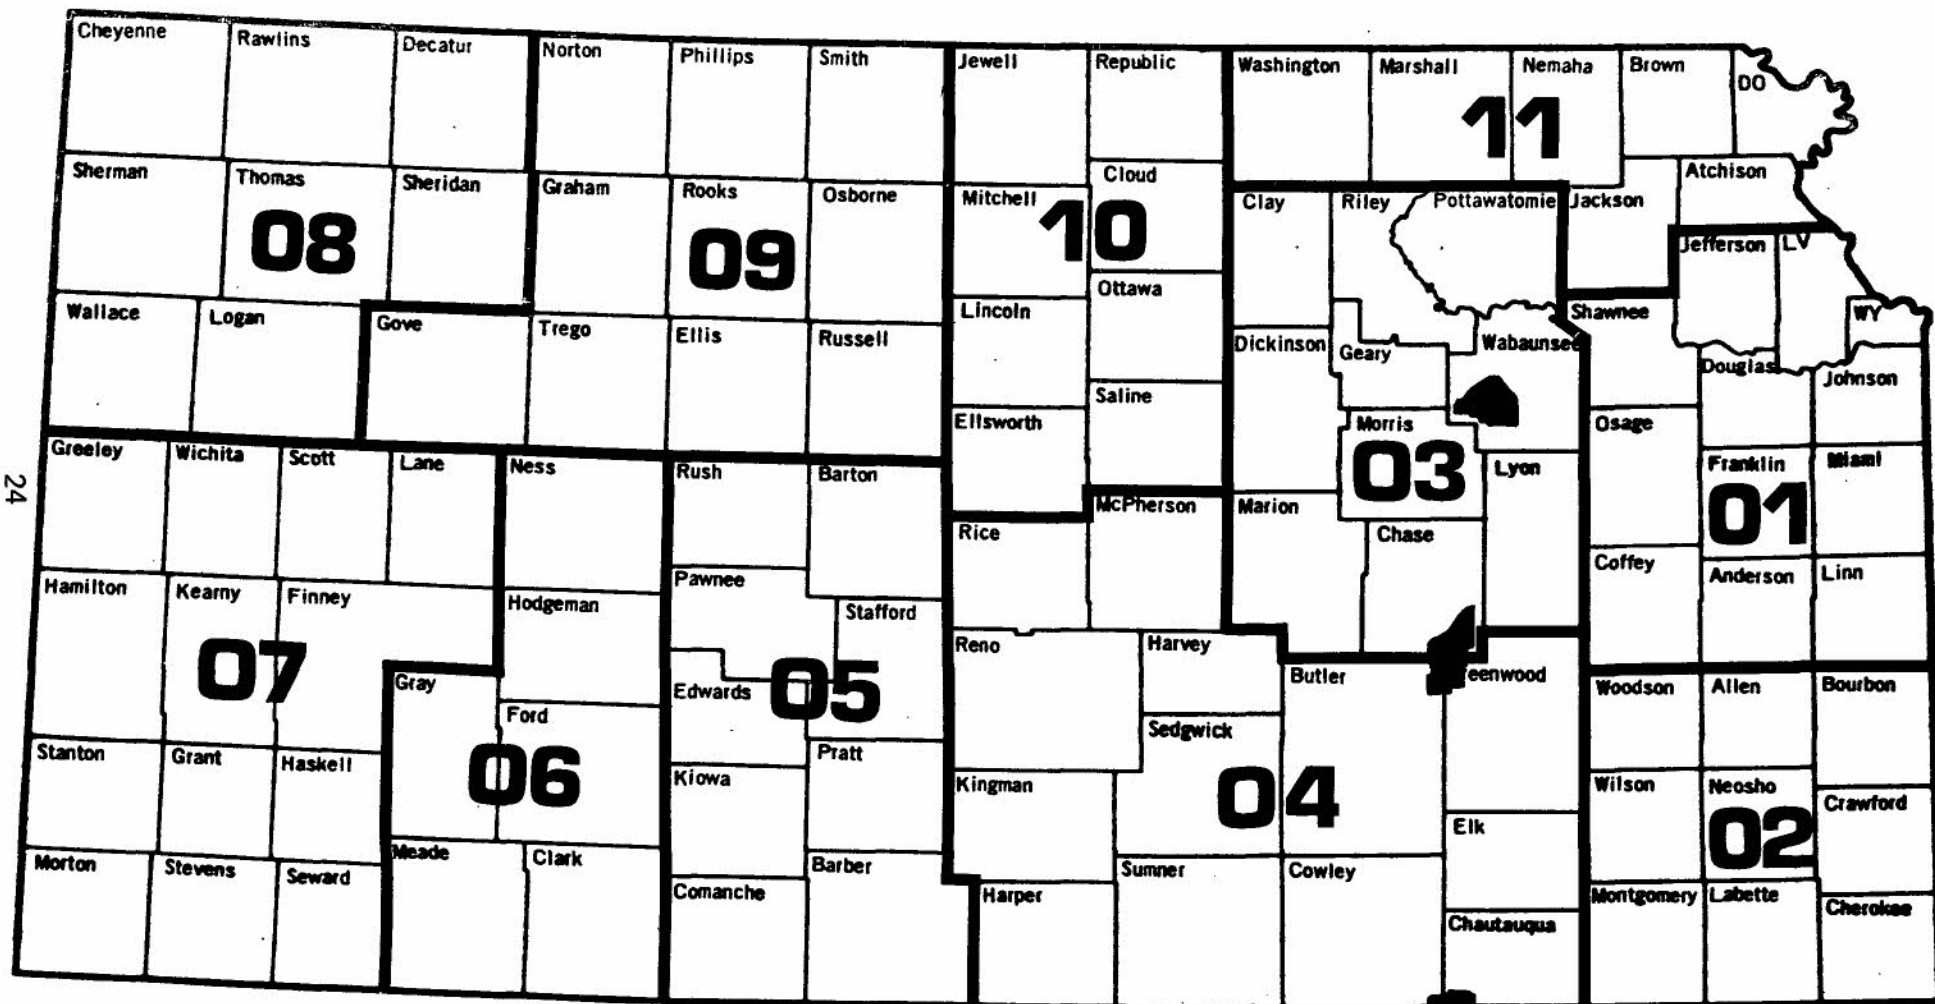 Cheyenne
Rawlins
Decatur
Norton
Phillips
Smith
Jewell
Republic
Washington
Marshall
Nemaha
Brown
DO
11
Sherman
Thomas
Sheridan
Graham
Rooks
Osborne
Mitchell
Cloud
Clay
Riley
Pottawatomie
Jackson
Atchison
08
09
10
Jefferson
LV
Wallace
Logan
Gove
Trego
Ellis
Russell
Lincoln
Ottawa
Dickinson
Geary
Wabaunsee
Shawnee
WY
Douglas
Johnson
Saline
Ellsworth
Morris
Osage
03
Lyon
Franklin
Miami
01
Greeley
Wichita
Scott
Lane
Ness
Rush
Barton
Rice
McPherson
Marion
Chase
Coffey
Anderson
Linn
24
Hamilton
Kearny
Finney
Hodgeman
Pawnee
Stafford
Reno
Harvey
07
05
Gray
Edwards
Butler
eenwood
Woodson
Allen
Bourbon
Ford
06
Stanton
Grant
Haskell
Kiowa
Pratt
Kingman
Sedgwick
04
Wilson
Neosho
Crawford
02
Elk
Morton
Stevens
Seward
Meade
Clark
Comanche
Barber
Harper
Sumner
Cowley
Chautauqua
Montgomery
Labette
Cherokee